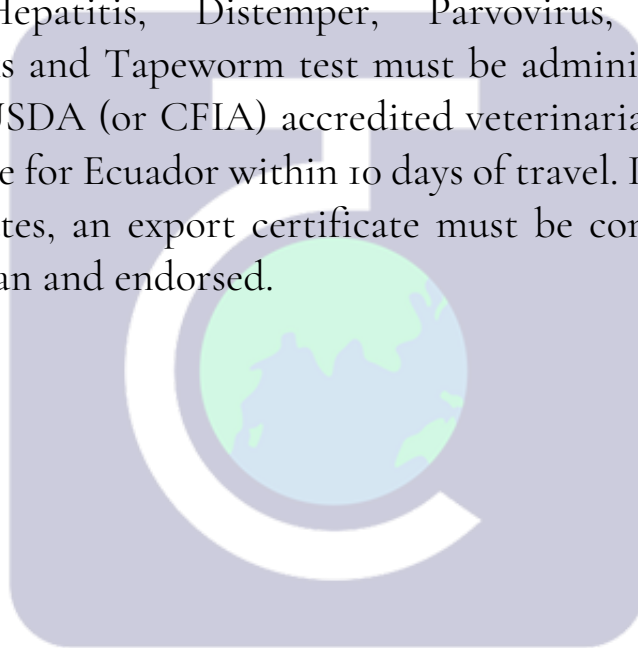 Hepatitis, Distemper, Parvovirus,
s and Tapeworm test must be admini
USDA (or CFIA) accredited veterinaria
e for Ecuador within 10 days of travel. I
tes, an export certificate must be con
an and endorsed.